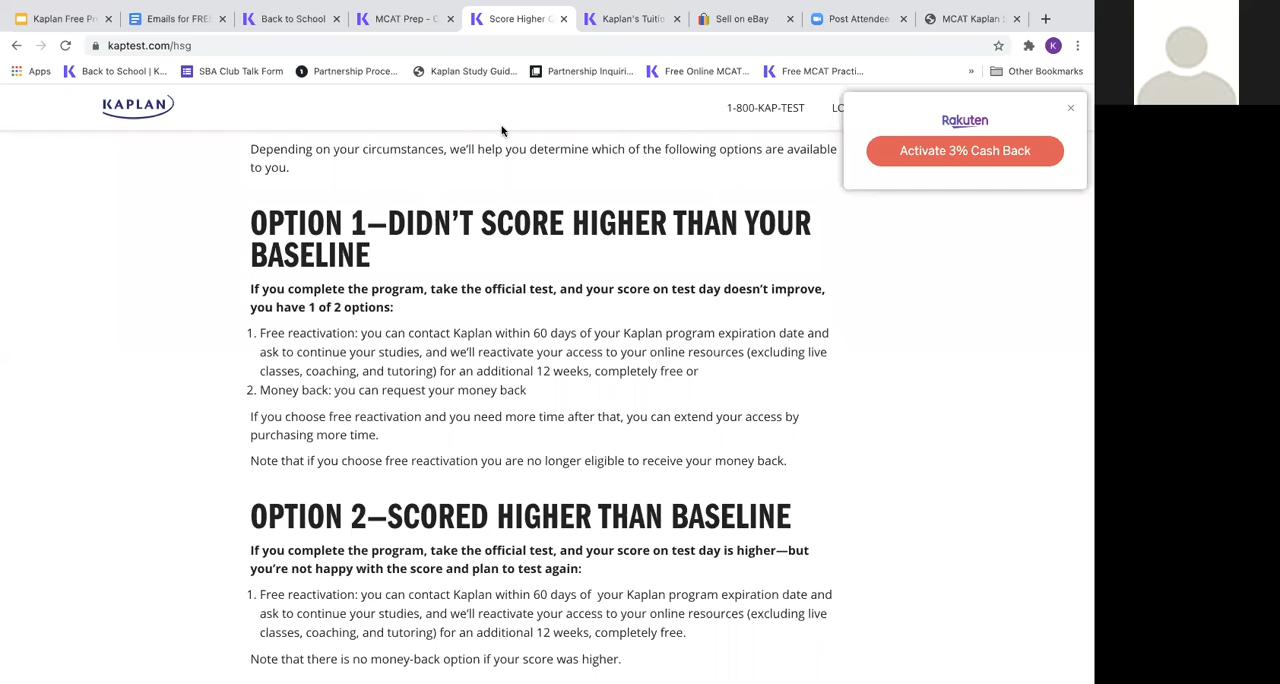 Kaplan Free Pr
Emails for FRE
Back to School
MCAT Prep - C
Score Higher G
Kaplan's Tuitio
Sell on eBay
Post Attendee
MCAT Kaplan
kaptest.com/hsg
K
Apps
Back to School | K...
SBA Club Talk Form
Partnership Proce...
Kaplan Study Guid...
Partnership Inquiri...
Free Online MCAT...
Free MCAT Practi...
»
Other Bookmarks
KAPLAN
1-800-KAP-TEST
LO
Rakuten
Activate 3% Cash Back
Depending on your circumstances, we'll help you determine which of the following options are available
to you.
OPTION 1—DIDN'T SCORE HIGHER THAN YOUR
BASELINE
If you complete the program, take the official test, and your score on test day doesn't improve,
you have 1 of 2 options:
1. Free reactivation: you can contact Kaplan within 60 days of your Kaplan program expiration date and
ask to continue your studies, and we'll reactivate your access to your online resources (excluding live
classes, coaching, and tutoring) for an additional 12 weeks, completely free or
2. Money back: you can request your money back
If you choose free reactivation and you need more time after that, you can extend your access by
purchasing more time.
Note that if you choose free reactivation you are no longer eligible to receive your money back.
OPTION 2—SCORED HIGHER THAN BASELINE
If you complete the program, take the official test, and your score on test day is higher—but
you're not happy with the score and plan to test again:
1. Free reactivation: you can contact Kaplan within 60 days of your Kaplan program expiration date and
ask to continue your studies, and we'll reactivate your access to your online resources (excluding live
classes, coaching, and tutoring) for an additional 12 weeks, completely free.
Note that there is no money-back option if your score was higher.